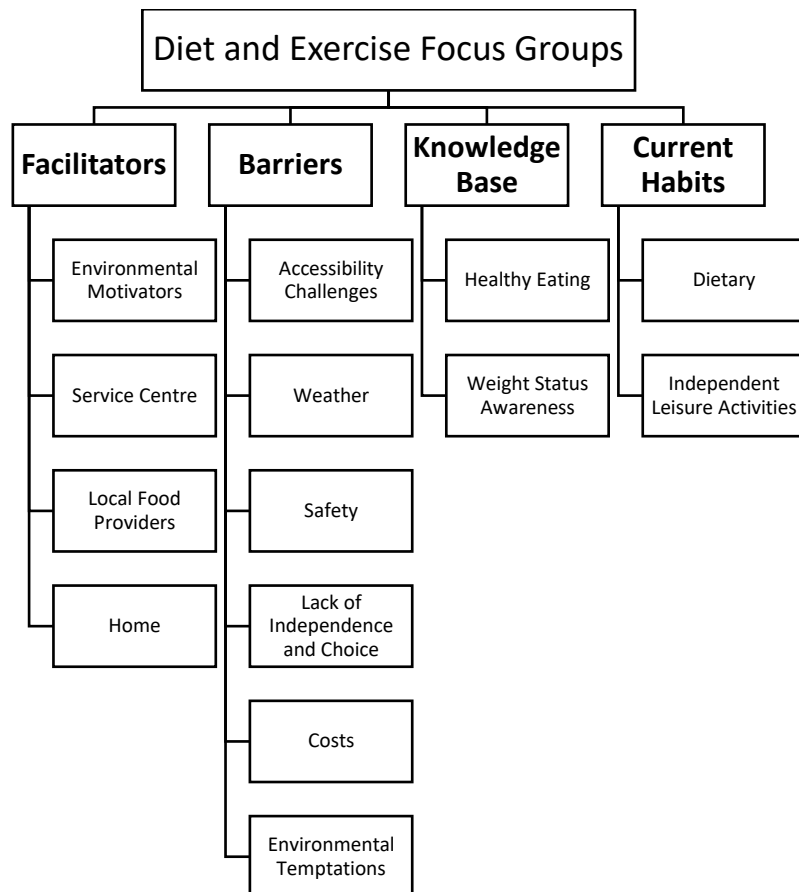 Diet and Exercise Focus Groups
Facilitators
Barriers
Knowledge
Base
Current
Habits
Environmental
Motivators
Service Centre
Local Food
Providers
Home
Accessibility
Challenges
Weather
Safety
Lack of
Independence
and Choice
Costs
Environmental
Temptations
Healthy Eating
Weight Status
Awareness
Dietary
Independent
Leisure Activities